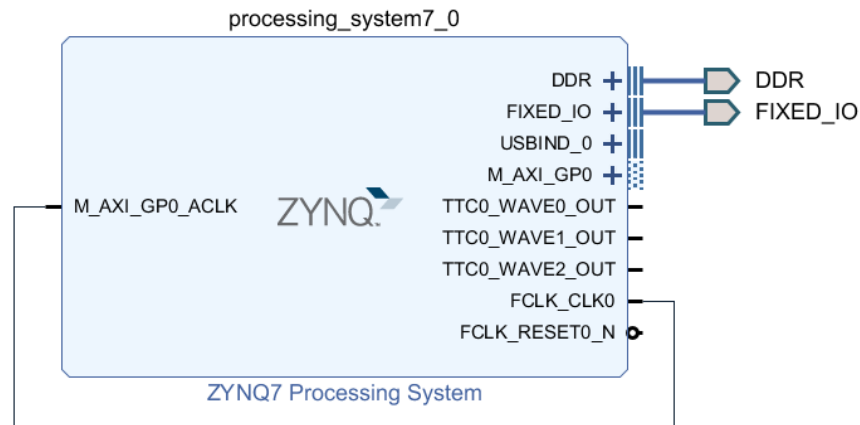 processing_system7_0
DDR
DDR
FIXED_IO
FIXED_IO
USBIND_0
M_AXI_GP0
M_AXI_GP0_ACLK
ZYNQ
TTC0_WAVE0_OUT
TTC0_WAVE1_OUT
TTC0_WAVE2_OUT
FCLK_CLK0
FCLK_RESET0_N
ZYNQ7 Processing System